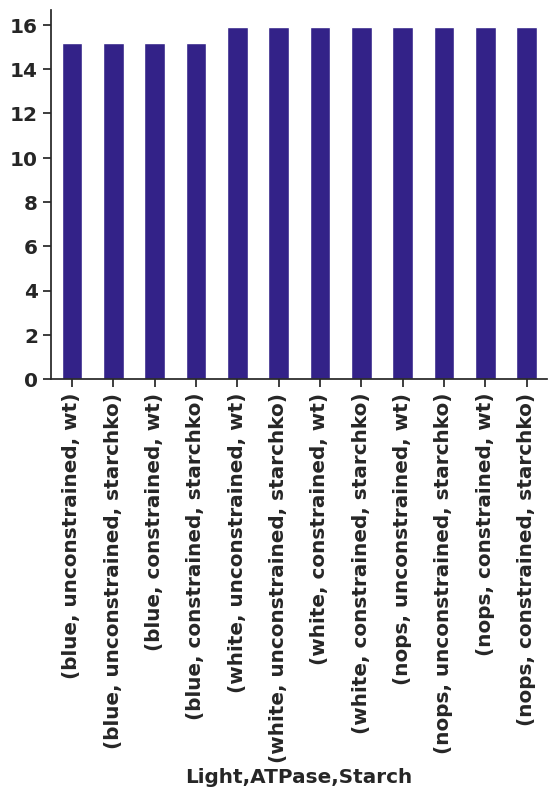 16
14
12
10
8
6
4
2
0
(blue, unconstrained, wt)
(blue, unconstrained, starchko)
(blue, constrained, wt)
(blue, constrained, starchko)
(white, unconstrained, wt)
(white, unconstrained, starchko)
(white, constrained, wt)
(white, constrained, starchko)
(nops, unconstrained, wt)
(nops, unconstrained, starchko)
(nops, constrained, wt)
(nops, constrained, starchko)
Light,ATPase,Starch